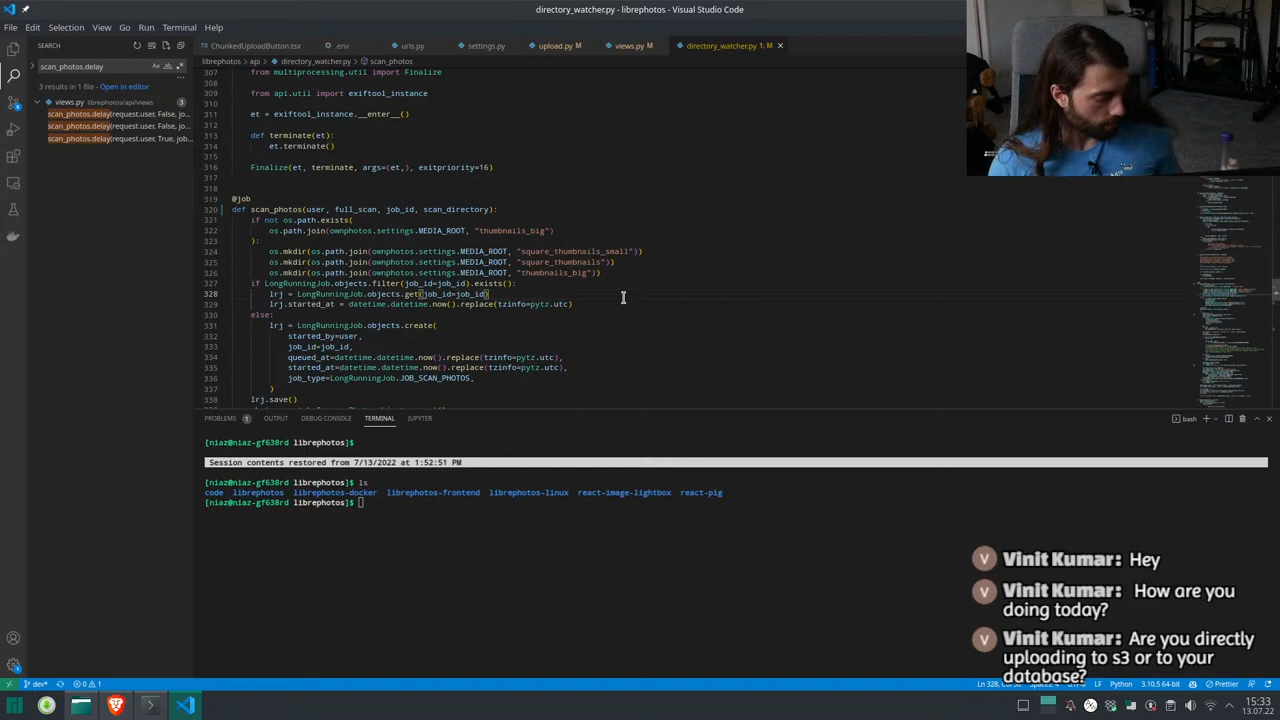 directory_watcher.py - librephotos - Visual Studio Code
File Edit Selection View Go Run Terminal Help
SEARCH
ChunkedUploadButton.tsx .env urls.py settings.py upload.py M views.py M directory_watcher.py 1, M
librephotos > api > directory_watcher.py > scan_photos
scan_photos.delay
3 results in 1 file - Open in editor
views.py librephotos/api/views 3
scan_photos.delay(request.user, False, jo...
scan_photos.delay(request.user, False, jo...
scan_photos.delay(request.user, True, job...
307 from multiprocessing.util import Finalize
308
309 from api.util import exiftool_instance
310
311 et = exiftool_instance.__enter__()
312
313 def terminate(et):
314 et.terminate()
315
316 Finalize(et, terminate, args=(et,), exitpriority=16)
317
318
319 @job
320 def scan_photos(user, full_scan, job_id, scan_directory):
321 if not os.path.exists(
322 os.path.join(ownphotos.settings.MEDIA_ROOT, "thumbnails_big")
323 ):
324 os.mkdir(os.path.join(ownphotos.settings.MEDIA_ROOT, "square_thumbnails_small"))
325 os.mkdir(os.path.join(ownphotos.settings.MEDIA_ROOT, "square_thumbnails"))
326 os.mkdir(os.path.join(ownphotos.settings.MEDIA_ROOT, "thumbnails_big"))
327 if LongRunningJob.objects.filter(job_id=job_id).exists():
328 lrj = LongRunningJob.objects.get(job_id=job_id)
329 lrj.started_at = datetime.datetime.now().replace(tzinfo=pytz.utc)
330 else:
331 lrj = LongRunningJob.objects.create(
332 started_by=user,
333 job_id=job_id,
334 queued_at=datetime.datetime.now().replace(tzinfo=pytz.utc),
335 started_at=datetime.datetime.now().replace(tzinfo=pytz.utc),
336 job_type=LongRunningJob.JOB_SCAN_PHOTOS,
337 )
338 lrj.save()
PROBLEMS 1 OUTPUT DEBUG CONSOLE TERMINAL JUPYTER
bash
[niaz@niaz-gf638rd librephotos]$
Session contents restored from 7/13/2022 at 1:52:51 PM
[niaz@niaz-gf638rd librephotos]$ ls
code librephotos librephotos-docker librephotos-frontend librephotos-linux react-image-lightbox react-pig
[niaz@niaz-gf638rd librephotos]$
Vinit Kumar: Hey
Vinit Kumar: How are you
doing today?
Vinit Kumar: Are you directly
uploading to s3 or to your
database?
dev* 0 1
UTF-8 LF Python 3.10.5 64-bit Prettier
15:33
13.07.22